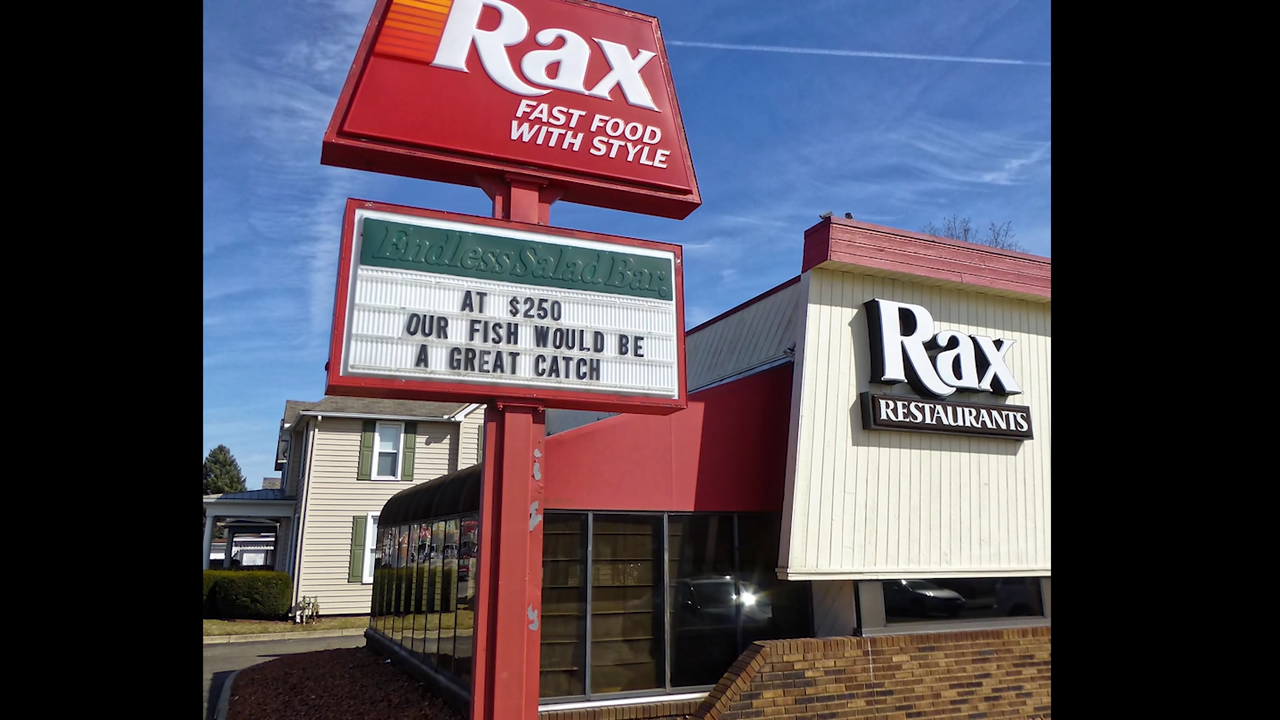 Rax
FAST FOOD
WITH STYLE
Endless Salad Bar
AT $250
OUR FISH WOULD BE
A GREAT CATCH
Rax
RESTAURANTS